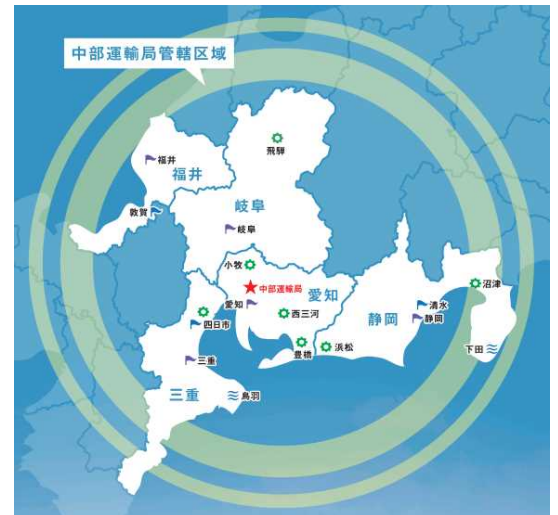 中部運輸局管轄区域
飛騨
福井
福井
敦賀
岐阜
岐阜
小牧
中部運輸局
愛知
愛知
沼津
四日市
西三河
清水
静岡
静岡
豊橋
浜松
下田
三重
三重
鳥羽